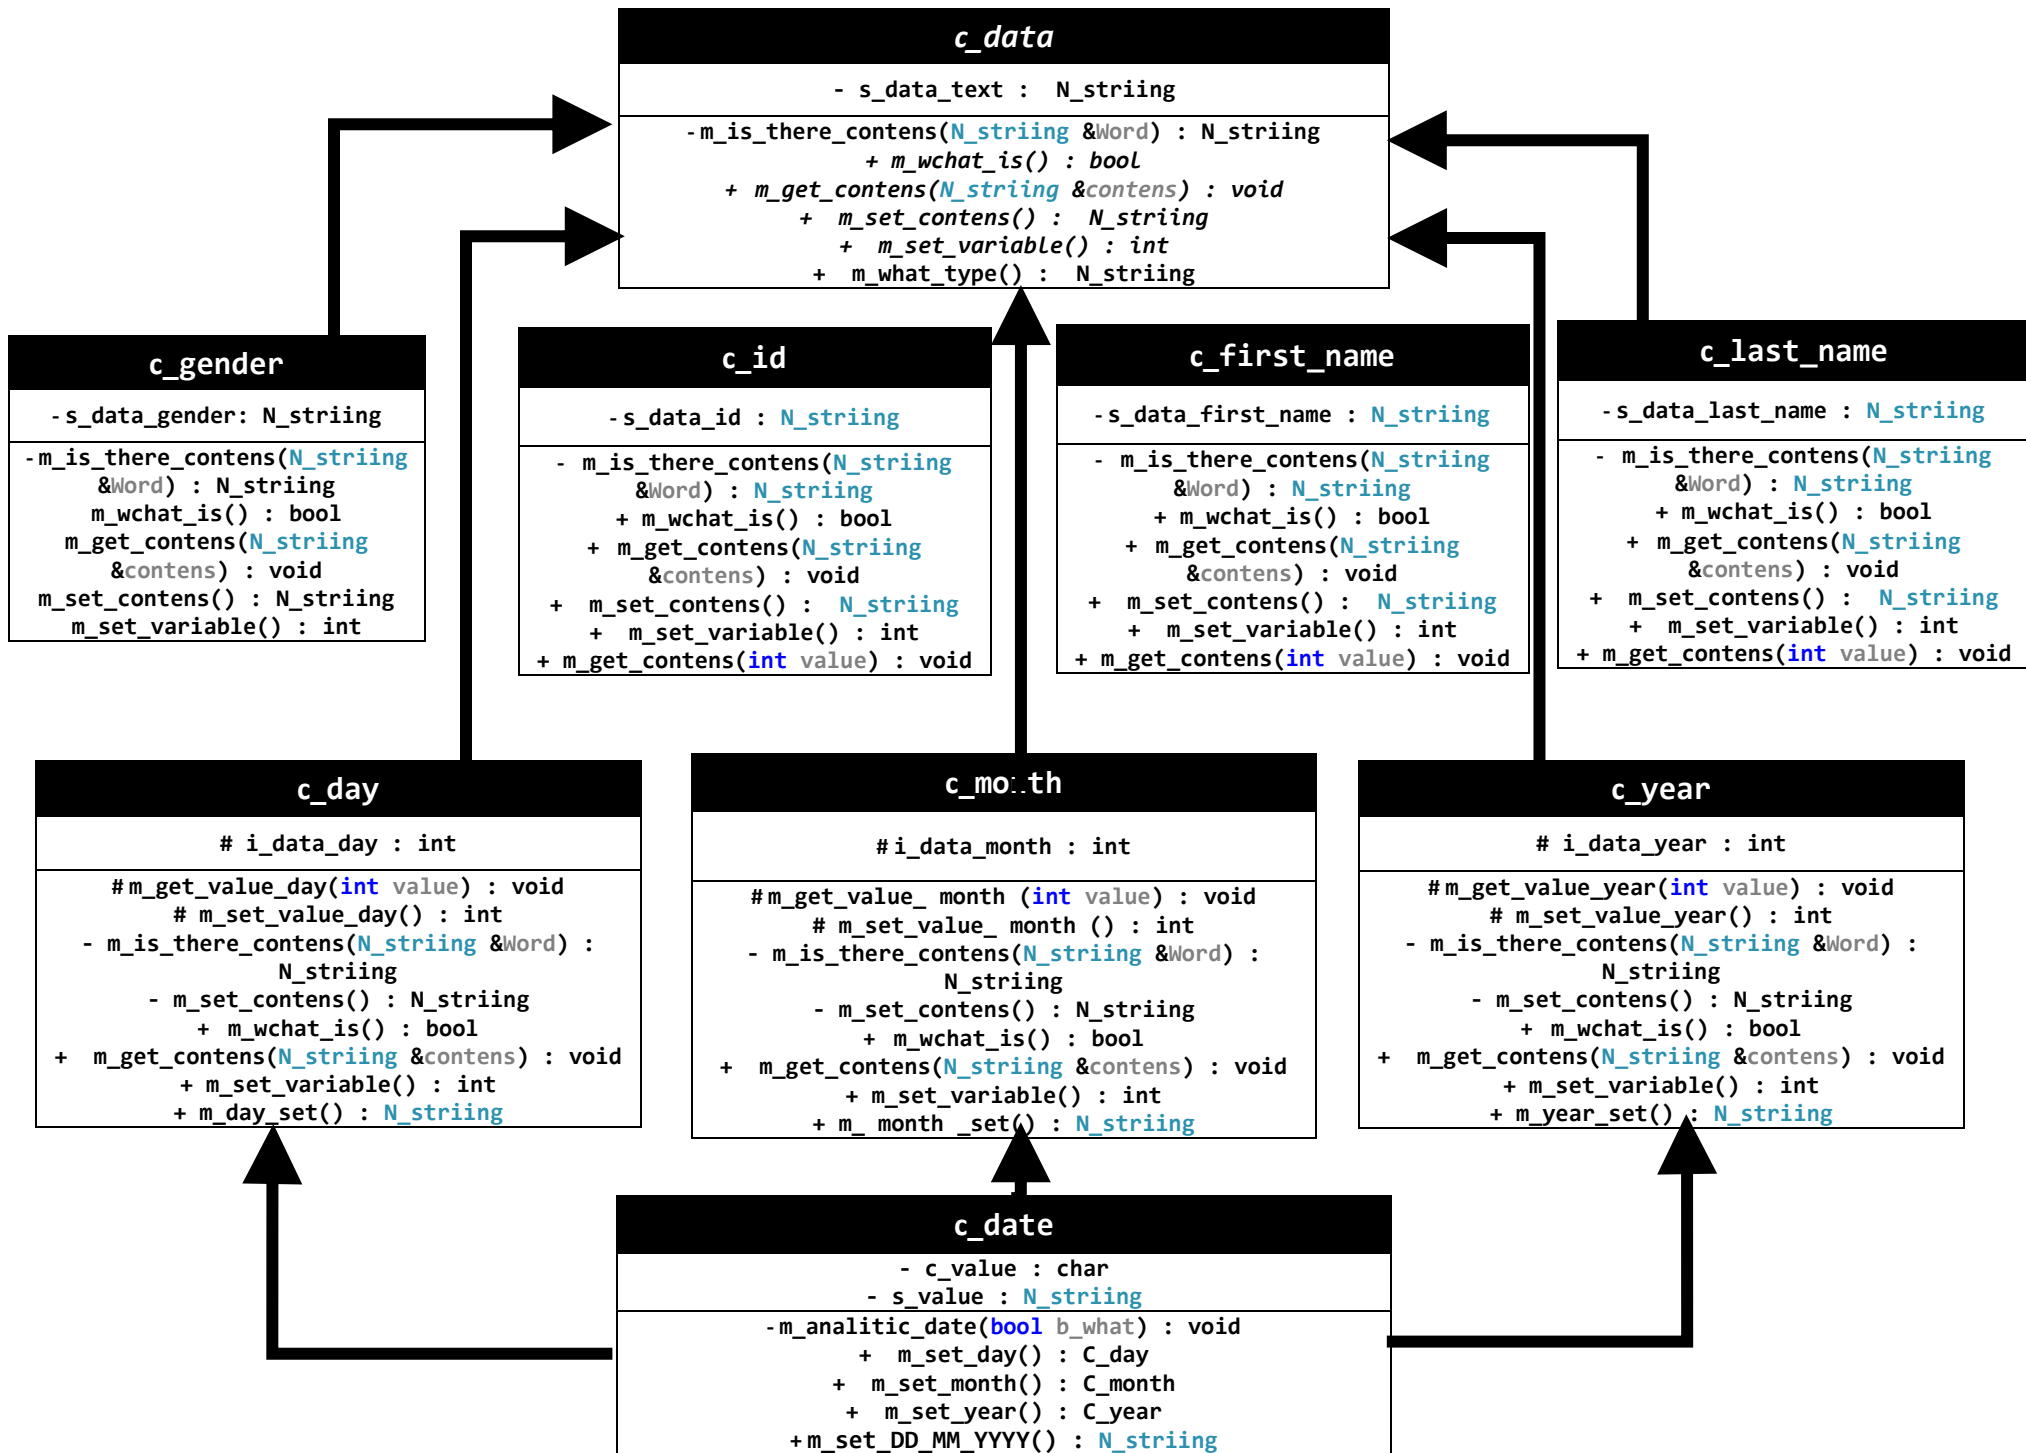 c_data
- s_data_text :  N_striing
-m_is_there_contens(N_striing &Word) : N_striing
+ m_wchat_is() : bool
+ m_get_contens(N_striing &contens) : void
+ m_set_contens() : N_striing
+ m_set_variable() : int
+ m_what_type() : N_striing
c_gender
-s_data_gender: N_striing
-m_is_there_contens(N_striing
&Word) : N_striing
m_wchat_is() : bool
m_get_contens(N_striing
&contens) : void
m_set_contens() : N_striing
m_set_variable() : int
c_id
-s_data_id : N_striing
- m_is_there_contens(N_striing
&Word) : N_striing
+ m_wchat_is() : bool
+ m_get_contens(N_striing
&contens) : void
+ m_set_contens() : N_striing
+ m_set_variable() : int
+ m_get_contens(int value) : void
c_first_name
-s_data_first_name : N_striing
- m_is_there_contens(N_striing
&Word) : N_striing
+ m_wchat_is() : bool
+ m_get_contens(N_striing
&contens) : void
+ m_set_contens() : N_striing
+ m_set_variable() : int
+ m_get_contens(int value) : void
c_last_name
-s_data_last_name : N_striing
- m_is_there_contens(N_striing
&Word) : N_striing
+ m_wchat_is() : bool
+ m_get_contens(N_striing
&contens) : void
+ m_set_contens() : N_striing
+ m_set_variable() : int
+ m_get_contens(int value) : void
c_day
# i_data_day : int
#m_get_value_day(int value) : void
# m_set_value_day() : int
- m_is_there_contens(N_striing &Word) :
N_striing
- m_set_contens() : N_striing
+ m_wchat_is() : bool
+ m_get_contens(N_striing &contens) : void
+ m_set_variable() : int
+ m_day_set() : N_striing
c_month
#i_data_month : int
#m_get_value_ month (int value) : void
# m_set_value_ month () : int
- m_is_there_contens(N_striing &Word) :
N_striing
- m_set_contens() : N_striing
+ m_wchat_is() : bool
+ m_get_contens(N_striing &contens) : void
+ m_set_variable() : int
+ m_ month _set() : N_striing
c_year
# i_data_year : int
#m_get_value_year(int value) : void
# m_set_value_year() : int
- m_is_there_contens(N_striing &Word) :
N_striing
- m_set_contens() : N_striing
+ m_wchat_is() : bool
+ m_get_contens(N_striing &contens) : void
+ m_set_variable() : int
+ m_year_set() : N_striing
c_date
- c_value : char
- s_value : N_striing
-m_analitic_date(bool b_what) : void
+ m_set_day() : C_day
+ m_set_month() : C_month
+ m_set_year() : C_year
+m_set_DD_MM_YYYY() : N_striing